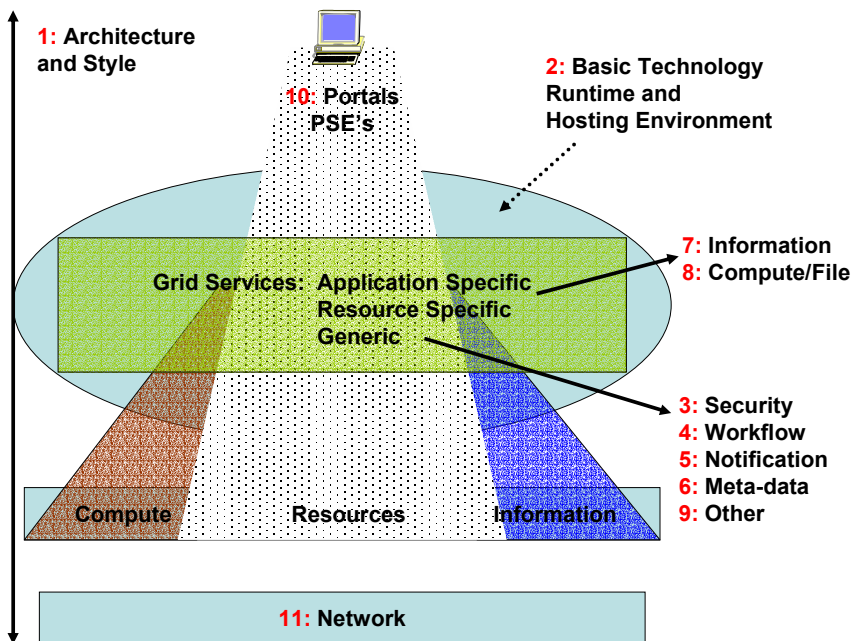 1: Architecture
and Style
10: Portals
PSE's
2: Basic Technology
Runtime and
Hosting Environment
Grid Services: Application Specific
Resource Specific
Generic
7: Information
8: Compute/File
3: Security
4: Workflow
5: Notification
6: Meta-data
9: Other
Compute Resources Information
11: Network